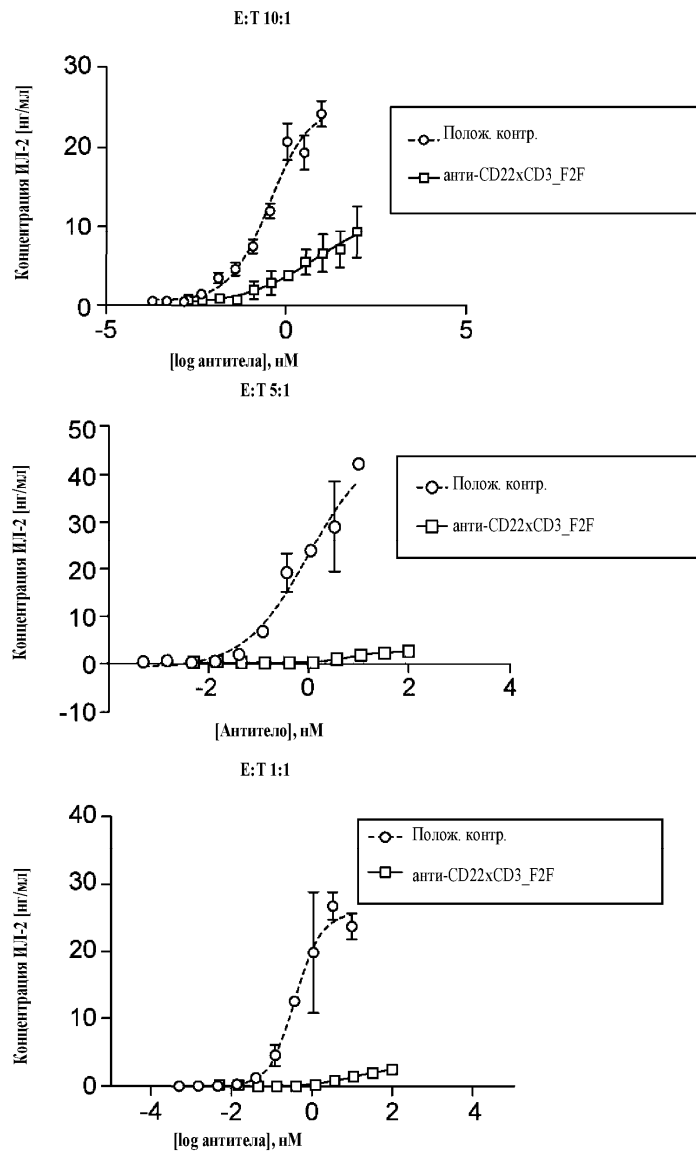 E:T 10:1
Концентрация ИЛ-2 [нг/мл]
30
20
10
0
-5
0
5
[log антитела], нМ
Полож. контр.
анти-CD22xCD3_F2F
E:T 5:1
Концентрация ИЛ-2 [нг/мл]
50
40
30
20
10
0
-10
-2
0
2
4
[Антитело], нМ
Полож. контр.
анти-CD22xCD3_F2F
E:T 1:1
Концентрация ИЛ-2 [нг/мл]
40
30
20
10
0
-4
-2
0
2
4
[log антитела], нМ
Полож. контр.
анти-CD22xCD3_F2F